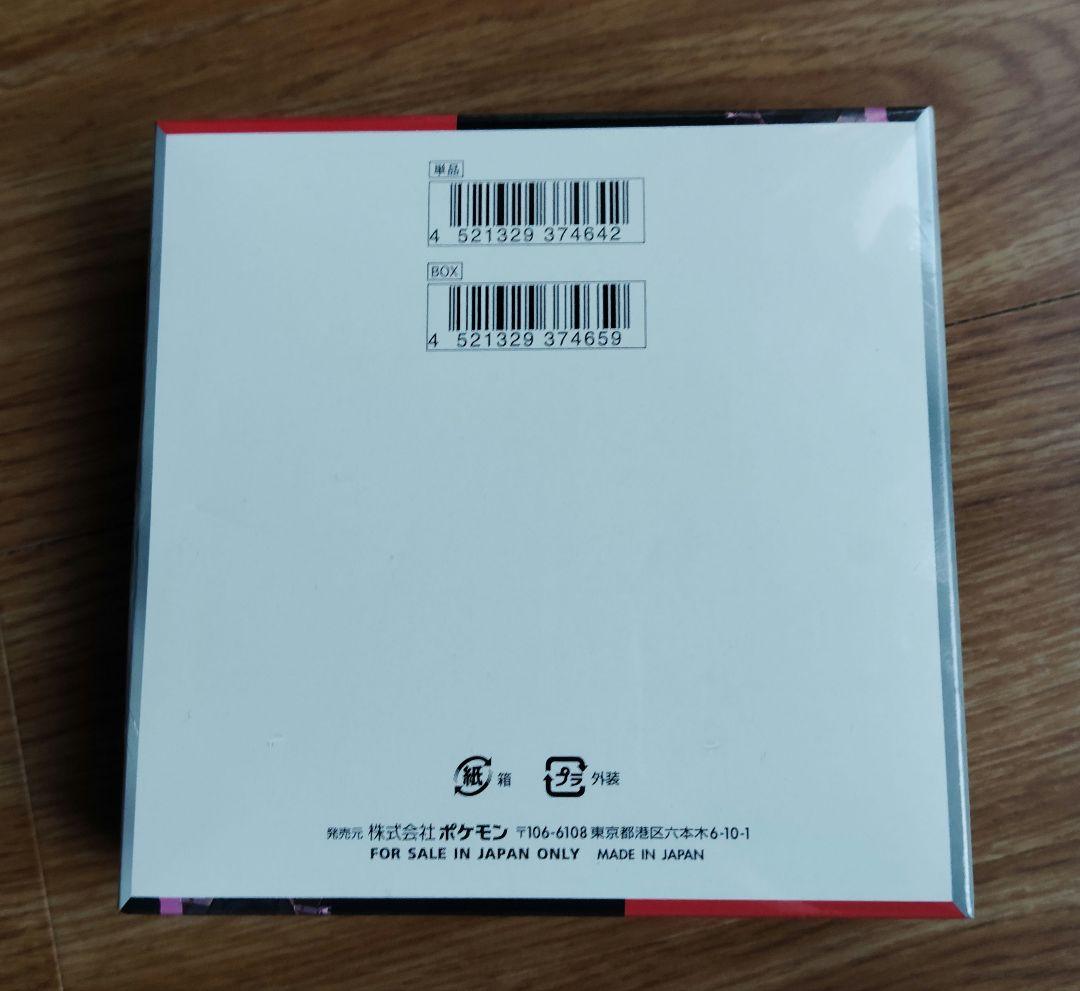 単品
4 521329 374642
BOX
4 521329 374659
紙 箱 プラ 外装
発売元 株式会社ポケモン 〒106-6108 東京都港区六本木6-10-1
FOR SALE IN JAPAN ONLY MADE IN JAPAN